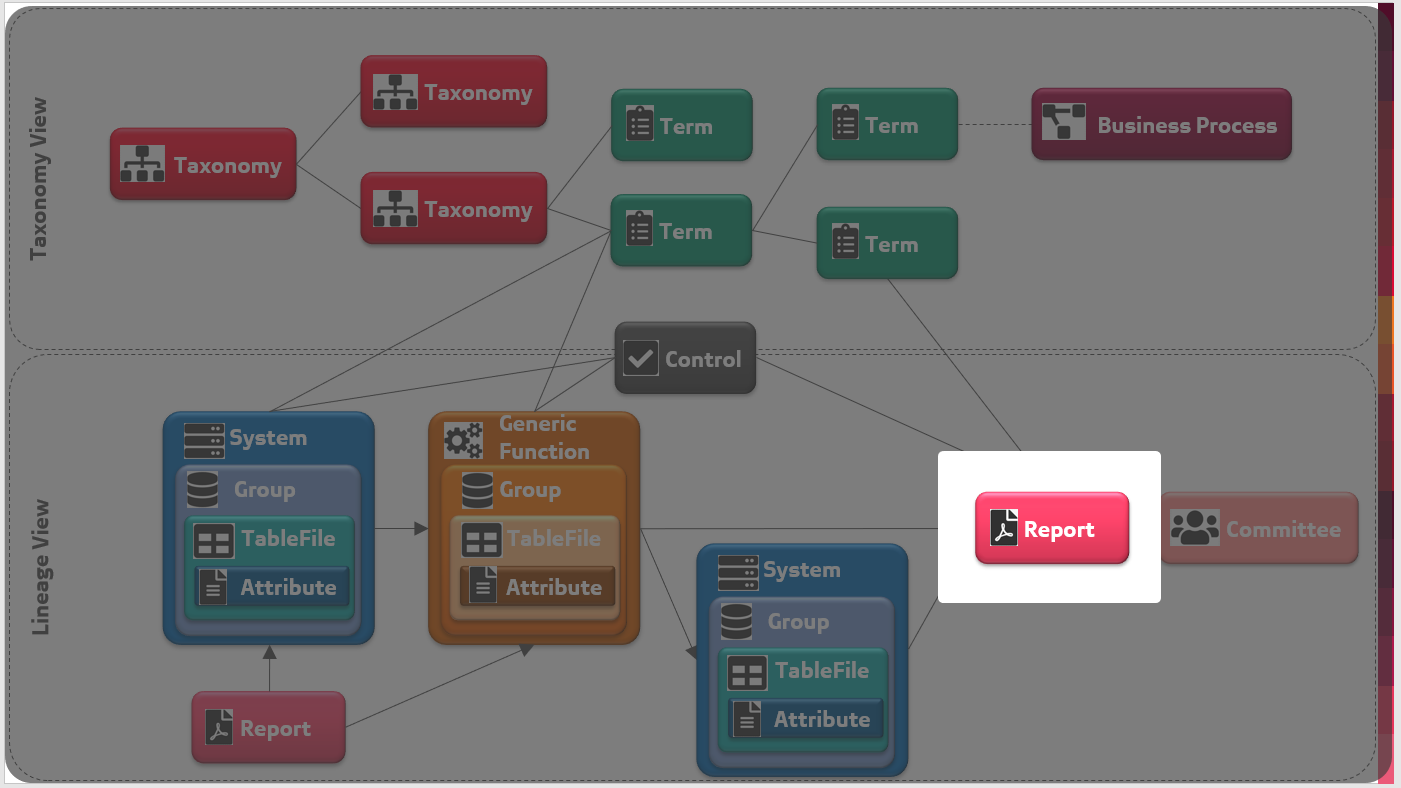 Taxonomy View
Taxonomy
Taxonomy
Taxonomy
Term
Term
Term
Term
Business Process
Control
Lineage View
System
Group
TableFile
Attribute
Generic
Function
Group
TableFile
Attribute
System
Group
TableFile
Attribute
Report
Committee
Report